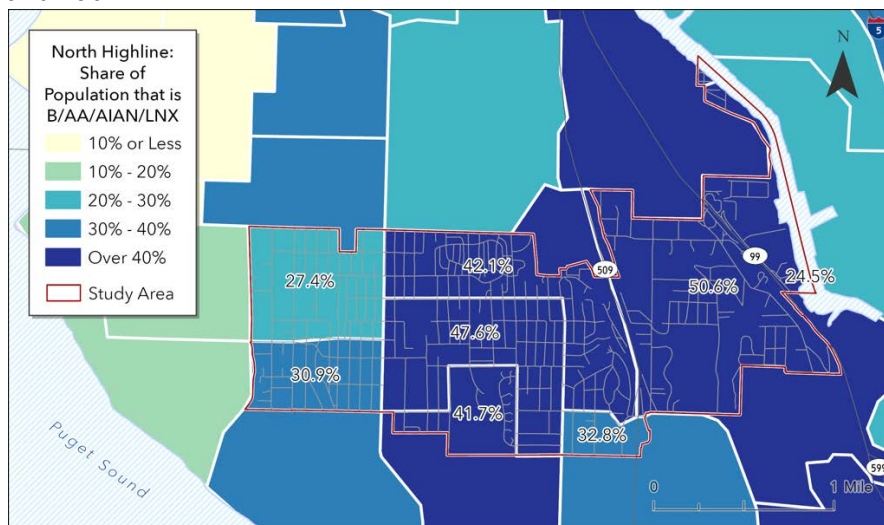 North Highline:
Share of
Population that is
B/AA/AIAN/LNX
10% or Less
10% - 20%
20% - 30%
30% - 40%
Over 40%
Study Area
N
5
27.4%
42.1%
509
99
50.6%
24.5%
47.6%
30.9%
41.7%
32.8%
Puget Sound
599
0 1 Mile